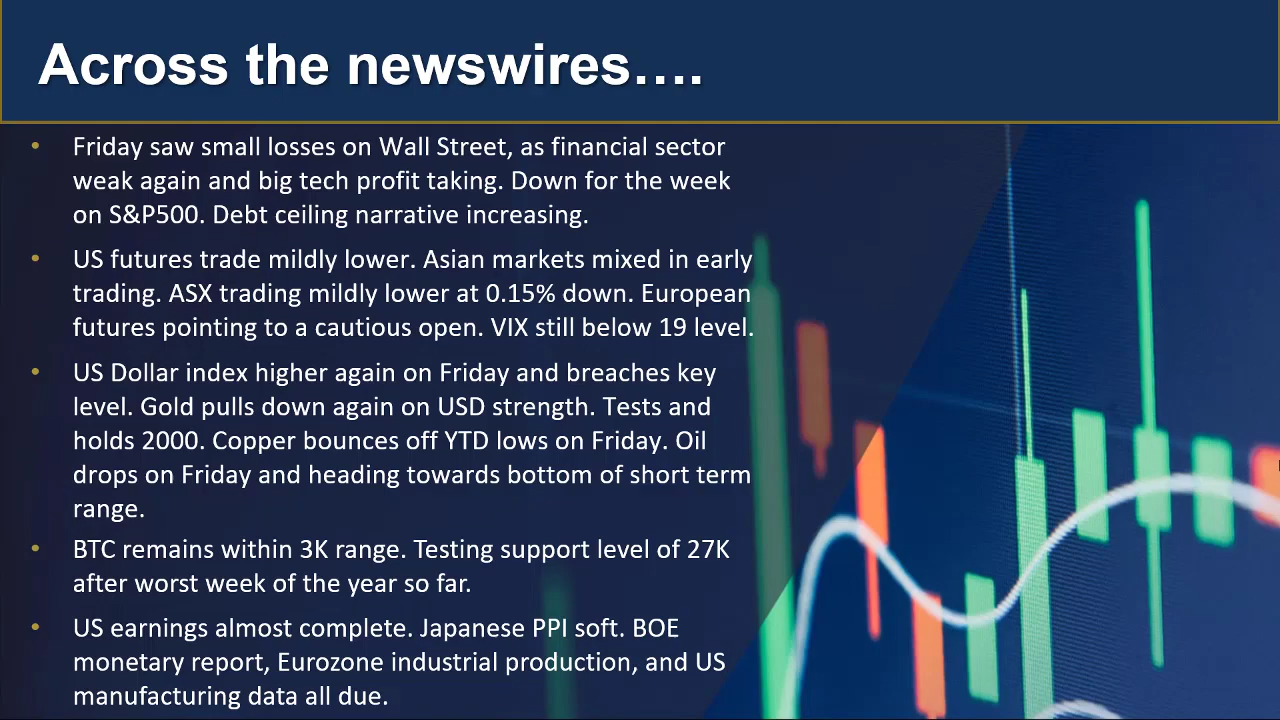 Across the newswires….
• Friday saw small losses on Wall Street, as financial sector
weak again and big tech profit taking. Down for the week
on S&P500. Debt ceiling narrative increasing.
• US futures trade mildly lower. Asian markets mixed in early
trading. ASX trading mildly lower at 0.15% down. European
futures pointing to a cautious open. VIX still below 19 level.
• US Dollar index higher again on Friday and breaches key
level. Gold pulls down again on USD strength. Tests and
holds 2000. Copper bounces off YTD lows on Friday. Oil
drops on Friday and heading towards bottom of short term
range.
• BTC remains within 3K range. Testing support level of 27K
after worst week of the year so far.
• US earnings almost complete. Japanese PPI soft. BOE
monetary report, Eurozone industrial production, and US
manufacturing data all due.